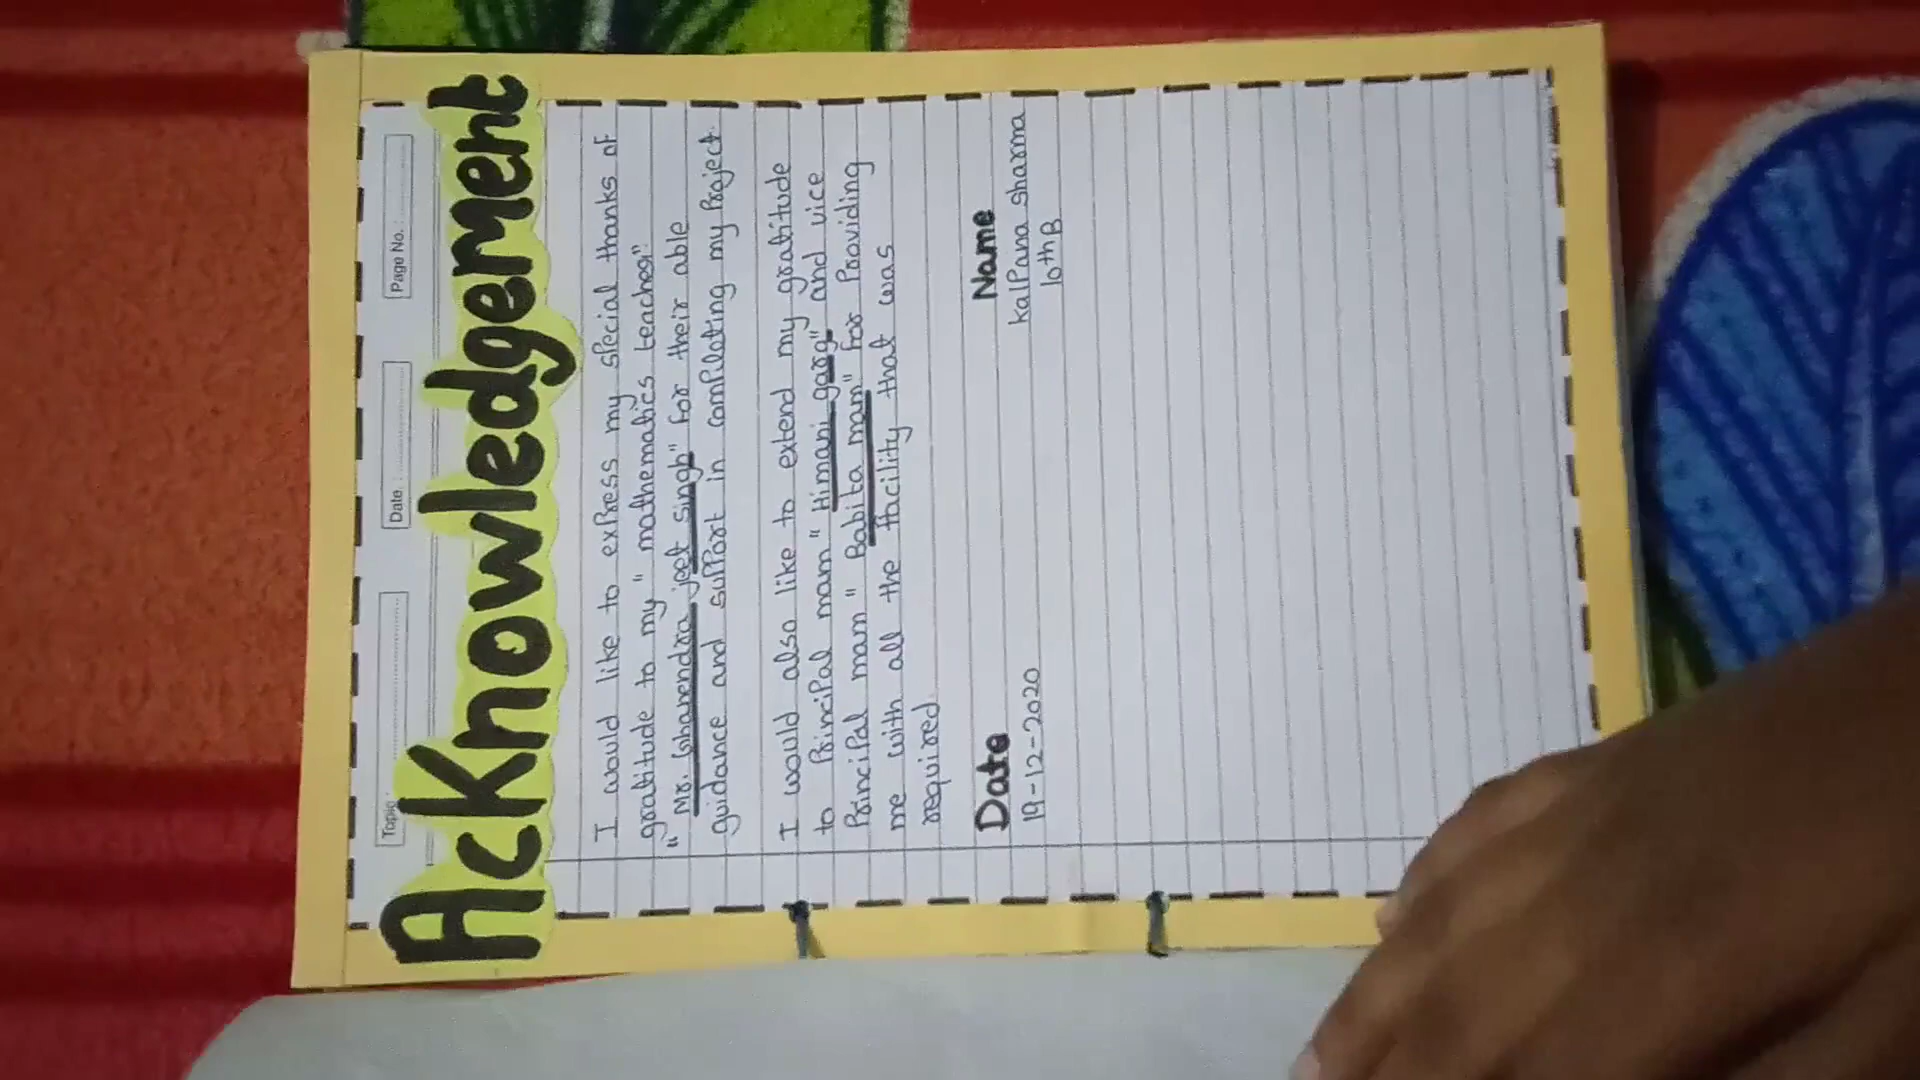 Topic
Date
Page No.
AcKnowledgement
I would like to express my special thanks of
gratitude to my " mathematics teacher"
" Mr. Ghanendra jeet singh" for their able
guidance and support in compileting my Project.
I would also like to extend my gratitude
to Principal mam " Himani garg" and vice
Principal mam " Babita mam" for Providing
me with all the facility that was
required.
Date
Name
19-12-2020
kalpana sharma
10th B